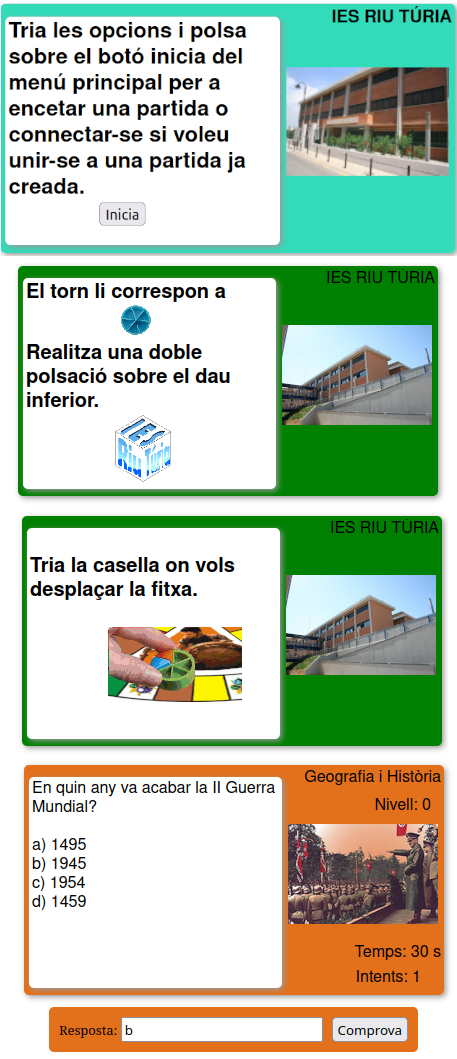 IES RIU TÚRIA
Tria les opcions i polsa
sobre el botó inicia del
menú principal per a
encetar una partida o
connectar-se si voleu
unir-se a una partida ja
creada.
Inicia
IES RIU TÚRIA
El torn li correspon a
Realitza una doble
polsació sobre el dau
inferior.
IES
Riu Túria
IES RIU TÚRIA
Tria la casella on vols
desplaçar la fitxa.
Geografia i Història
Nivell: 0
En quin any va acabar la II Guerra
Mundial?
a) 1495
b) 1945
c) 1954
d) 1459
Temps: 30 s
Intents: 1
Resposta: b Comprova